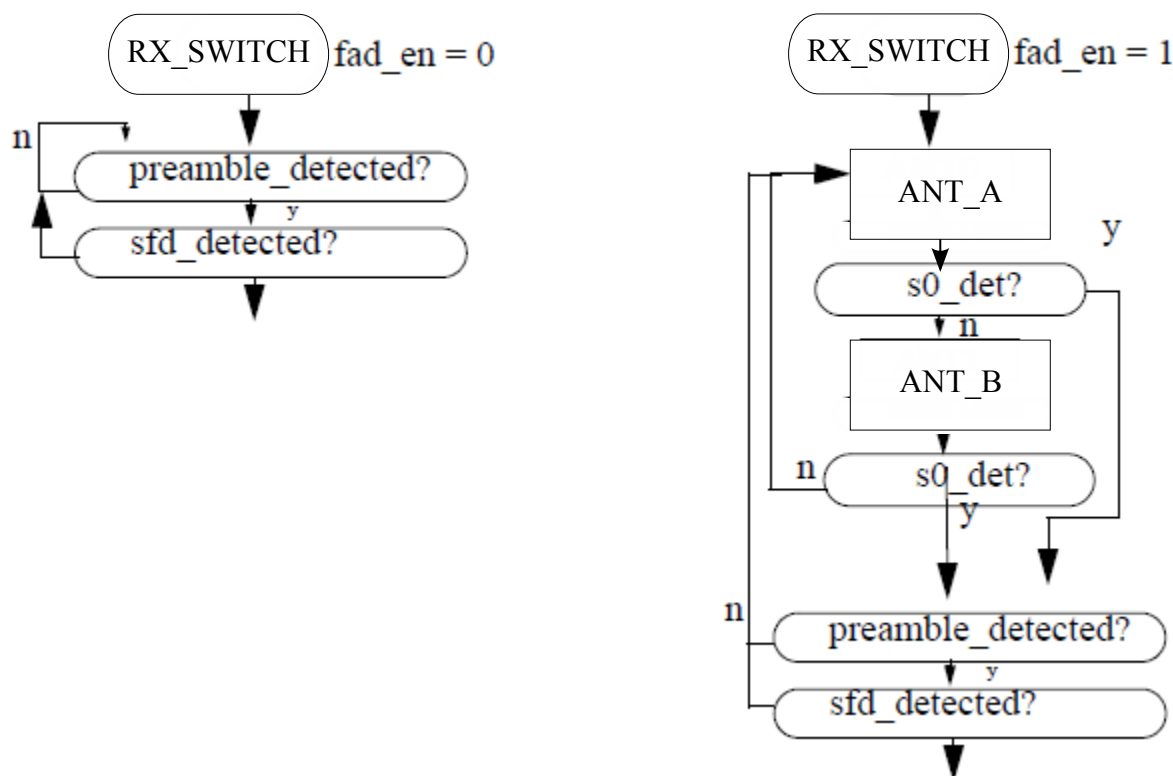 RX_SWITCH fad_en = 0
n
preamble_detected?
y
sfd_detected?
RX_SWITCH fad_en = 1
ANT_A
y
s0_det?
n
ANT_B
n
s0_det?
y
n
preamble_detected?
y
sfd_detected?